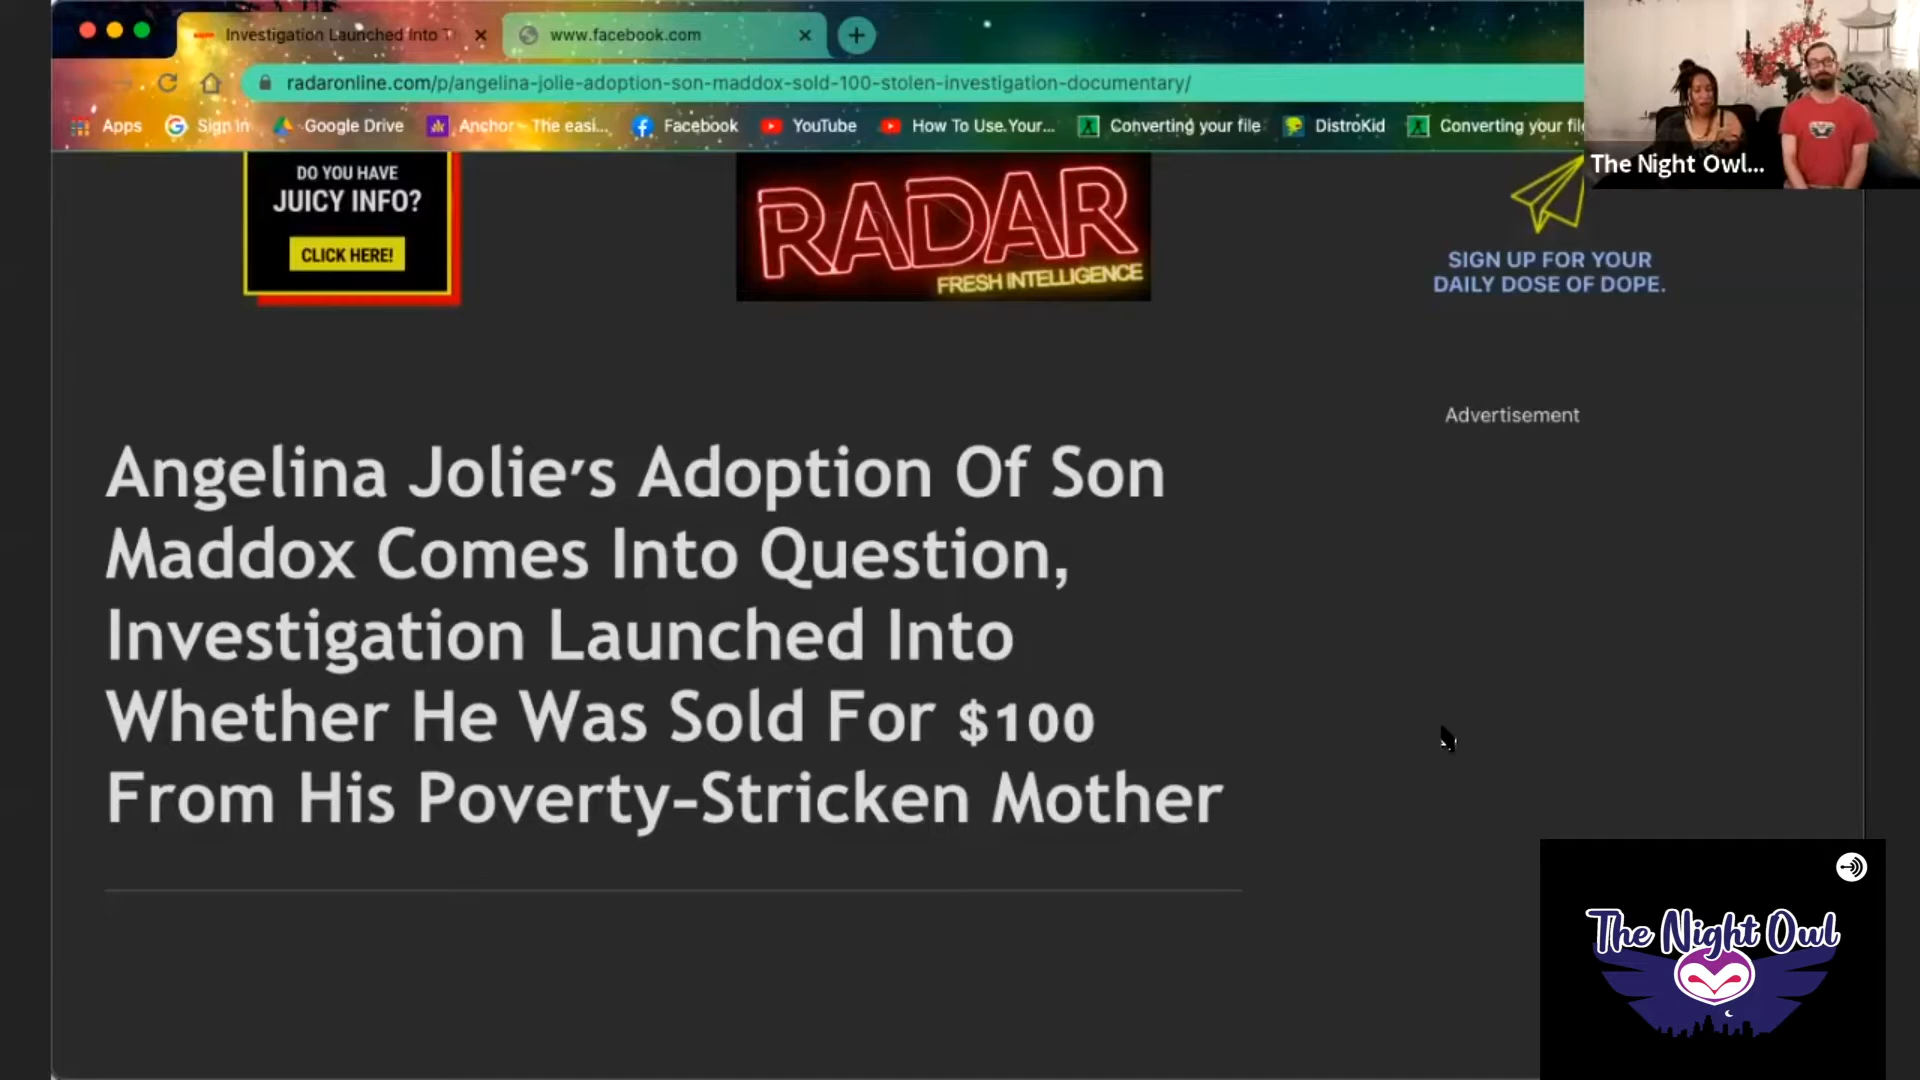 Investigation Launched Into T
www.facebook.com
radaronline.com/p/angelina-jolie-adoption-son-maddox-sold-100-stolen-investigation-documentary/
Apps Sign In Google Drive Anchor - The easi... Facebook YouTube How To Use Your... Converting your file DistroKid Converting your file
The Night Owl...
DO YOU HAVE
JUICY INFO?
CLICK HERE!
RADAR
FRESH INTELLIGENCE
SIGN UP FOR YOUR
DAILY DOSE OF DOPE.
Advertisement
Angelina Jolie's Adoption Of Son
Maddox Comes Into Question,
Investigation Launched Into
Whether He Was Sold For $100
From His Poverty-Stricken Mother
The Night Owl